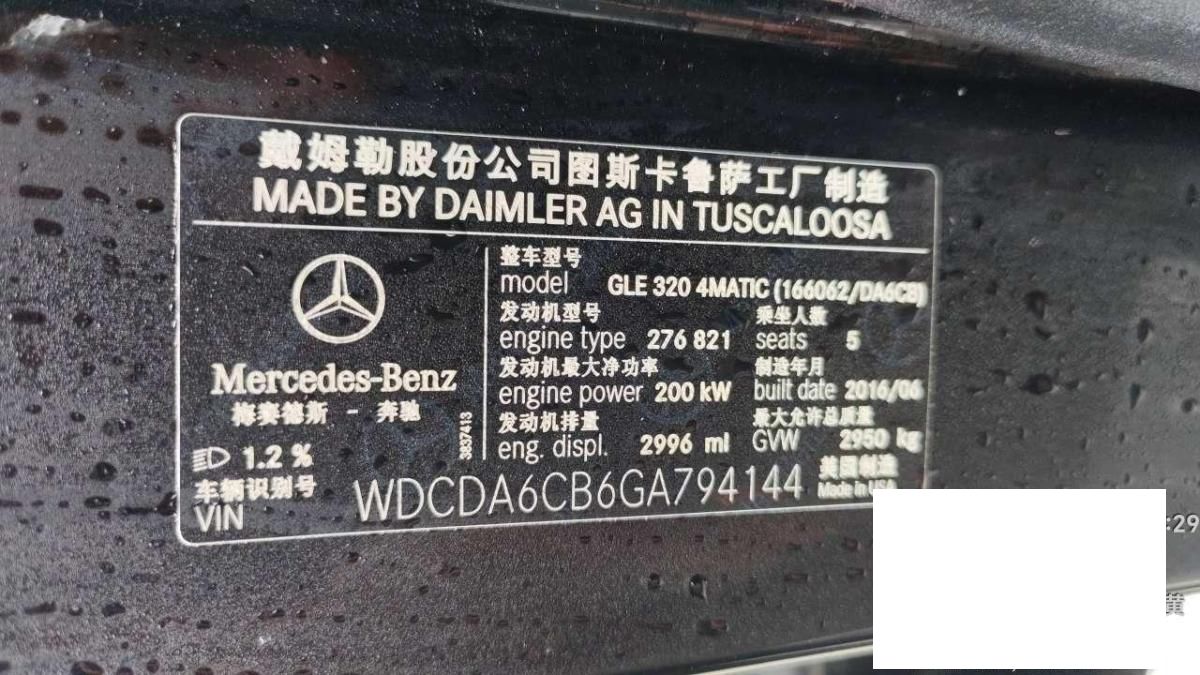 戴姆勒股份公司图斯卡鲁萨工厂制造
MADE BY DAIMLER AG IN TUSCALOOSA
Mercedes-Benz
梅赛德斯 - 奔驰
1.2 %
3837413
整车型号
model GLE 320 4MATIC (166062/DA6CB)
发动机型号 乘坐人数
engine type 276 821 seats 5
发动机最大净功率 制造年月
engine power 200 kW built date 2016/06
发动机排量 最大允许总质量
eng. displ. 2996 ml GVW 2950 kg
车辆识别号 美国制造
VIN WDCDA6CB6GA794144 Made in USA
:29
黄